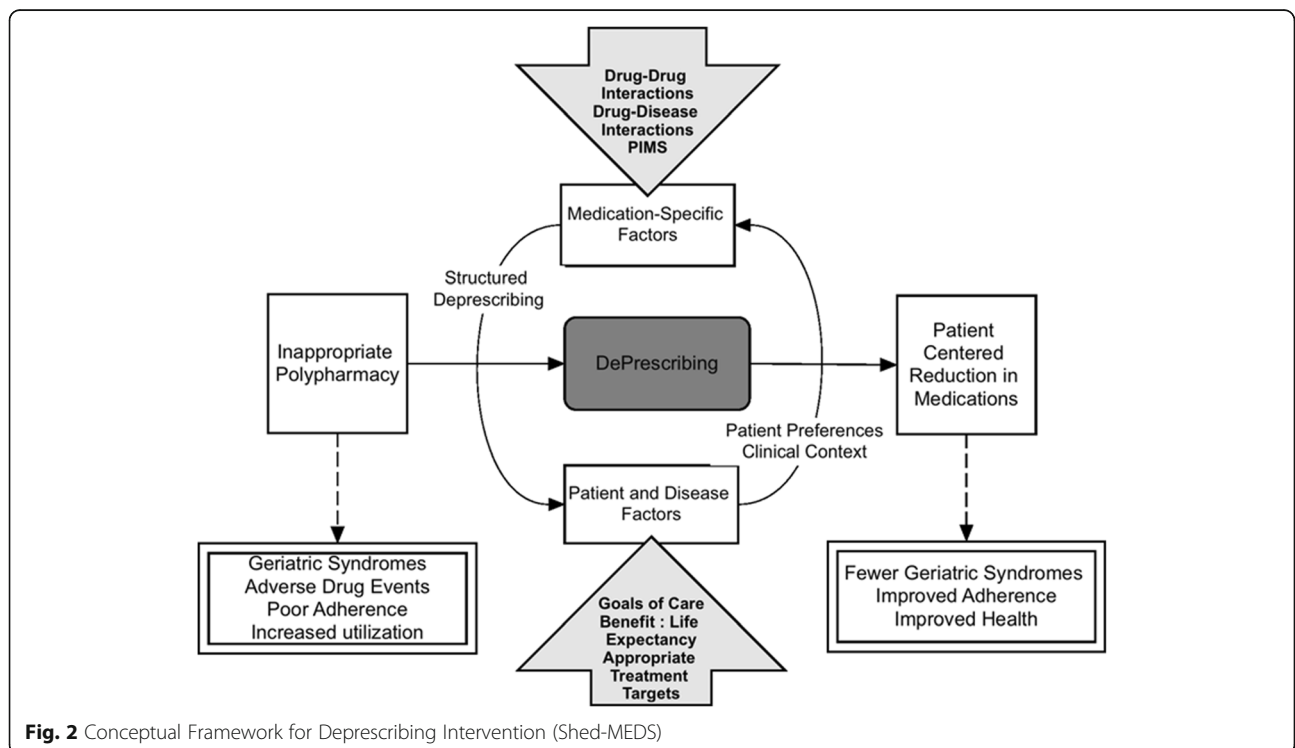 Drug-Drug
Interactions
Drug-Disease
Interactions
PIMS
Medication-Specific
Factors
Structured
Deprescribing
Inappropriate
Polypharmacy
DePrescribing
Patient
Centered
Reduction in
Medications
Patient Preferences
Clinical Context
Patient and Disease
Factors
Geriatric Syndromes
Adverse Drug Events
Poor Adherence
Increased utilization
Fewer Geriatric Syndromes
Improved Adherence
Improved Health
Goals of Care
Benefit : Life
Expectancy
Appropriate
Treatment
Targets
Fig. 2 Conceptual Framework for Deprescribing Intervention (Shed-MEDS)